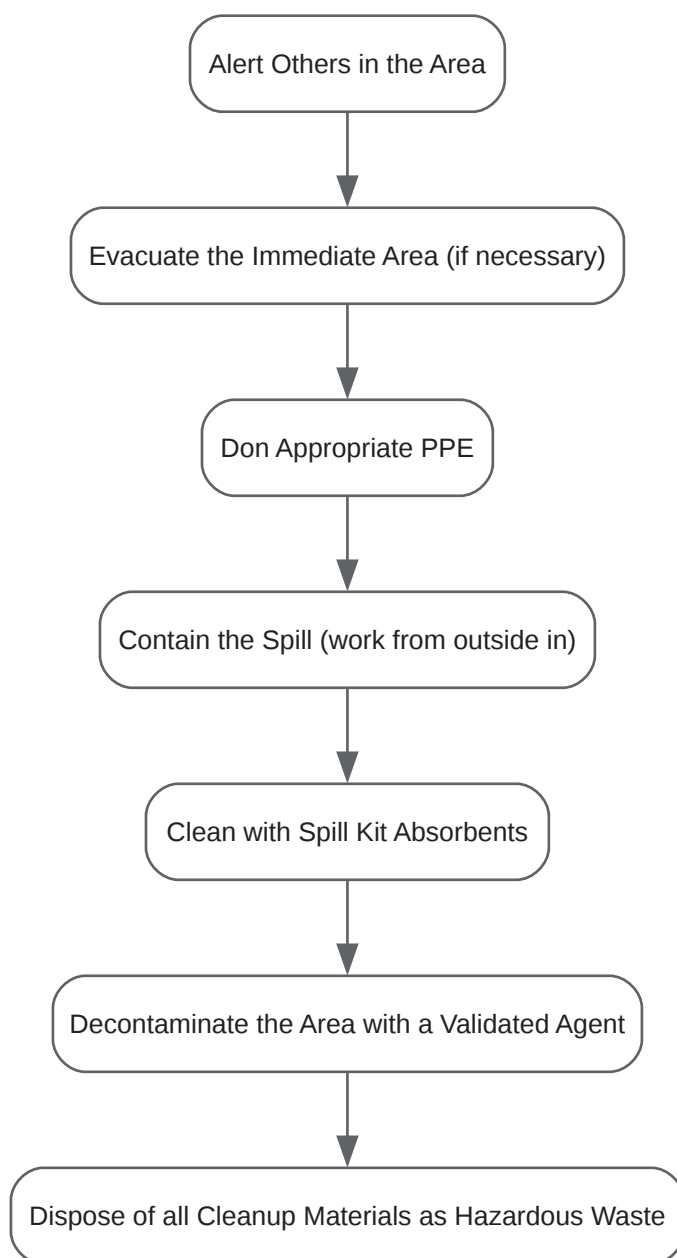 Alert Others in the Area
Evacuate the Immediate Area (if necessary)
Don Appropriate PPE
Contain the Spill (work from outside in)
Clean with Spill Kit Absorbents
Decontaminate the Area with a Validated Agent
Dispose of all Cleanup Materials as Hazardous Waste